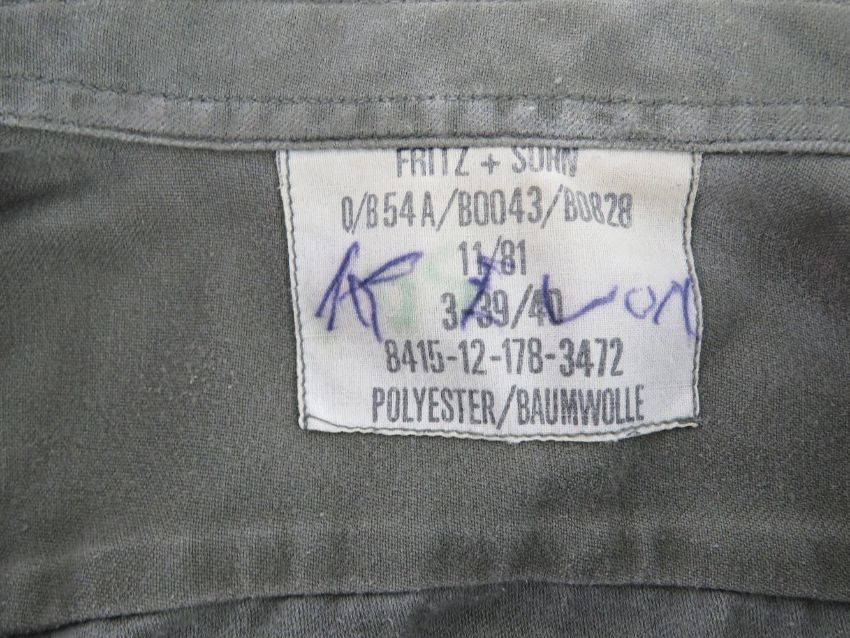 FRITZ + SOHN
0/B54A/B0043/B0828
11/81
3/39/40
8415-12-178-3472
POLYESTER/BAUMWOLLE